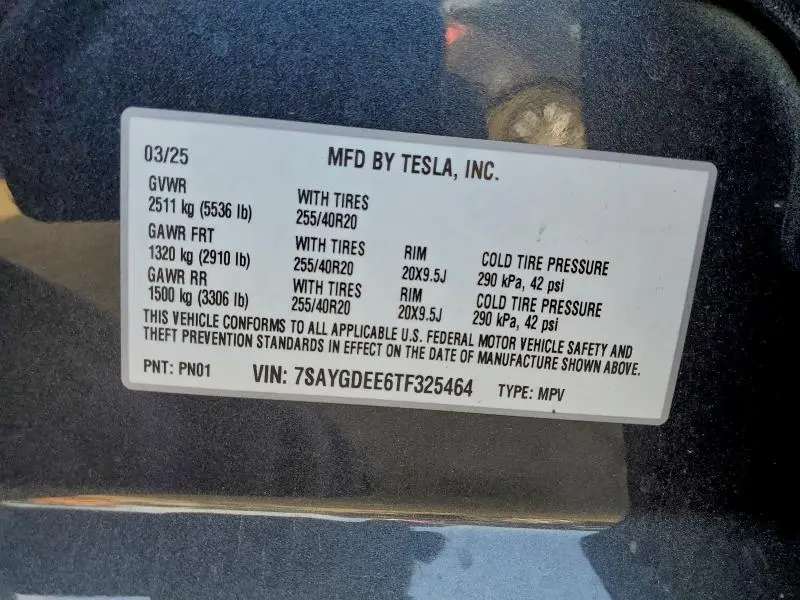 03/25 MFD BY TESLA, INC.
GVWR WITH TIRES
2511 kg (5536 lb) 255/40R20
GAWR FRT WITH TIRES RIM COLD TIRE PRESSURE
1320 kg (2910 lb) 255/40R20 20X9.5J 290 kPa, 42 psi
GAWR RR WITH TIRES RIM COLD TIRE PRESSURE
1500 kg (3306 lb) 255/40R20 20X9.5J 290 kPa, 42 psi
THIS VEHICLE CONFORMS TO ALL APPLICABLE U.S. FEDERAL MOTOR VEHICLE SAFETY AND
THEFT PREVENTION STANDARDS IN EFFECT ON THE DATE OF MANUFACTURE SHOWN ABOVE.
PNT: PN01 VIN: 7SAYGDEE6TF325464 TYPE: MPV